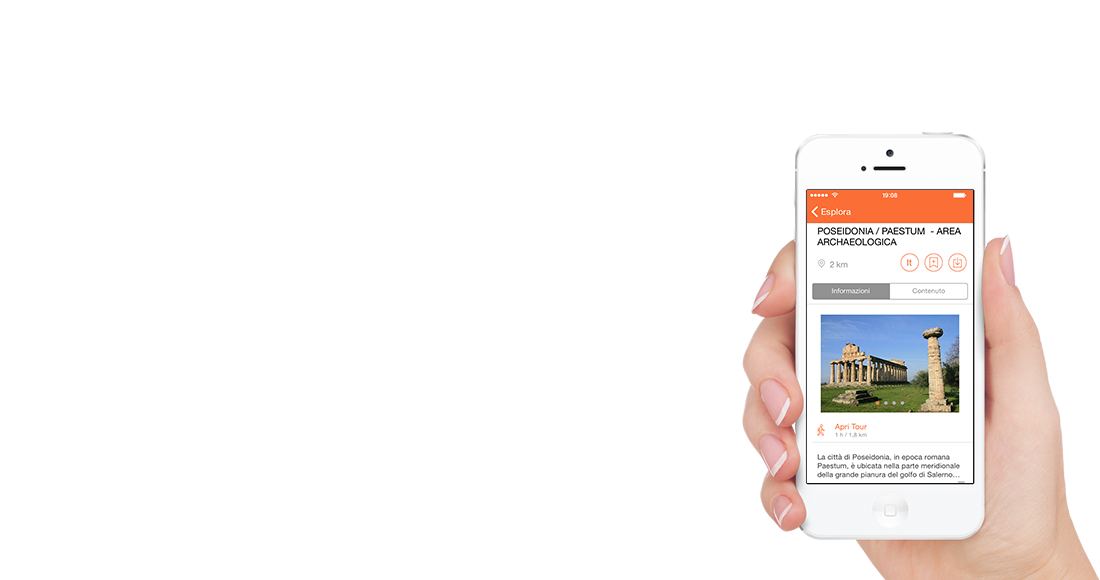 19:06
Esplora
POSEIDONIA / PAESTUM - AREA
ARCHAEOLOGICA
2 km
It
Informazioni
Contenuto
Apri Tour
1 h / 1,8 km
La città di Poseidonia, in epoca romana
Paestum, è ubicata nella parte meridionale
della grande pianura del golfo di Salerno...